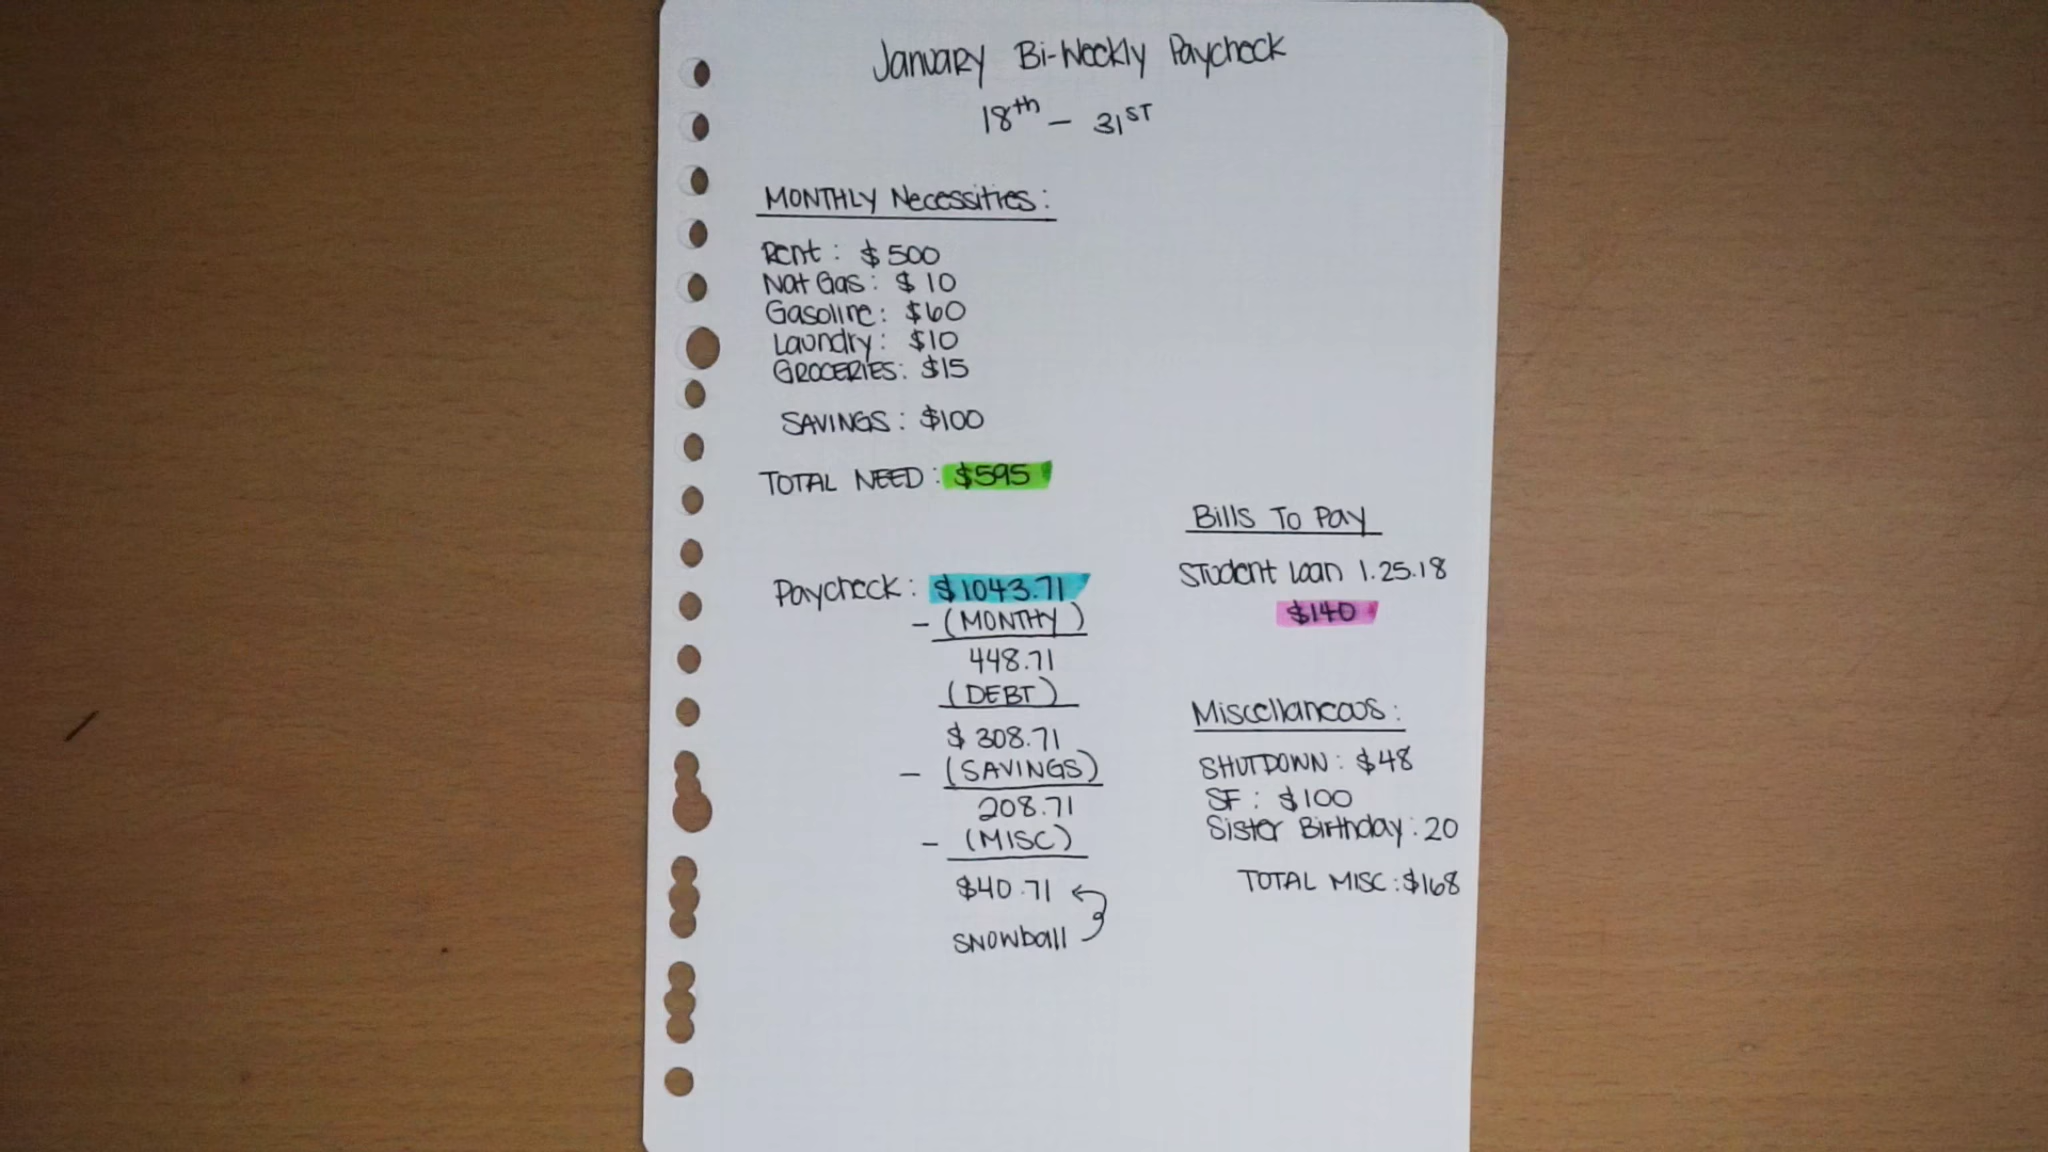 January Bi-Weekly Paycheck
18th - 31ST
MONTHLY Necessities:
Rent: $500
Nat Gas: $10
Gasoline: $60
Laundry: $10
GROCERIES: $15
SAVINGS: $100
TOTAL NEED: $595
Paycheck: $1043.71
- (MONTHY)
448.71
(DEBT)
$308.71
- (SAVINGS)
208.71
- (MISC)
$40.71
SNOWball
Bills To Pay
Student Loan 1.25.18
$140
Miscellaneous:
SHUTDOWN: $48
SF: $100
Sister Birthday: 20
TOTAL MISC: $168